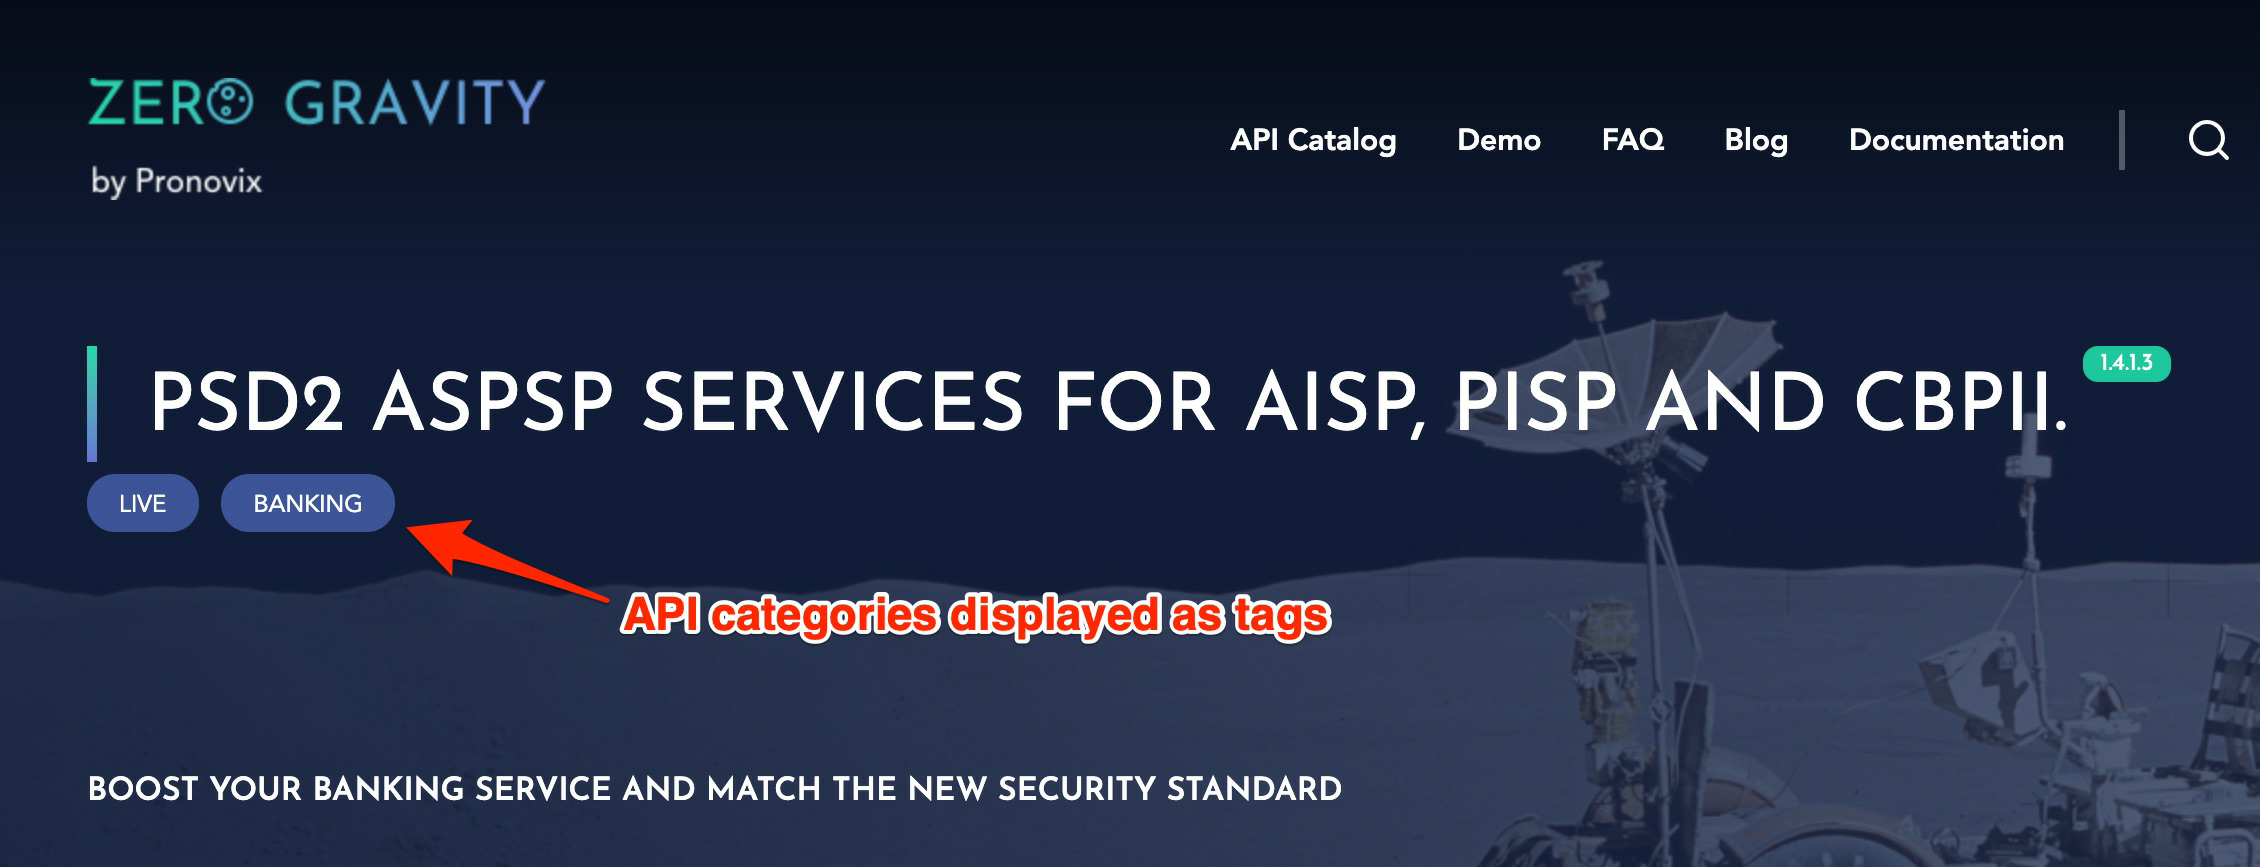 ZERO GRAVITY
by Pronovix
API Catalog Demo FAQ Blog Documentation
PSD2 ASPSP SERVICES FOR AISP, PISP AND CBPII. 1.4.1.3
LIVE BANKING
API categories displayed as tags
BOOST YOUR BANKING SERVICE AND MATCH THE NEW SECURITY STANDARD